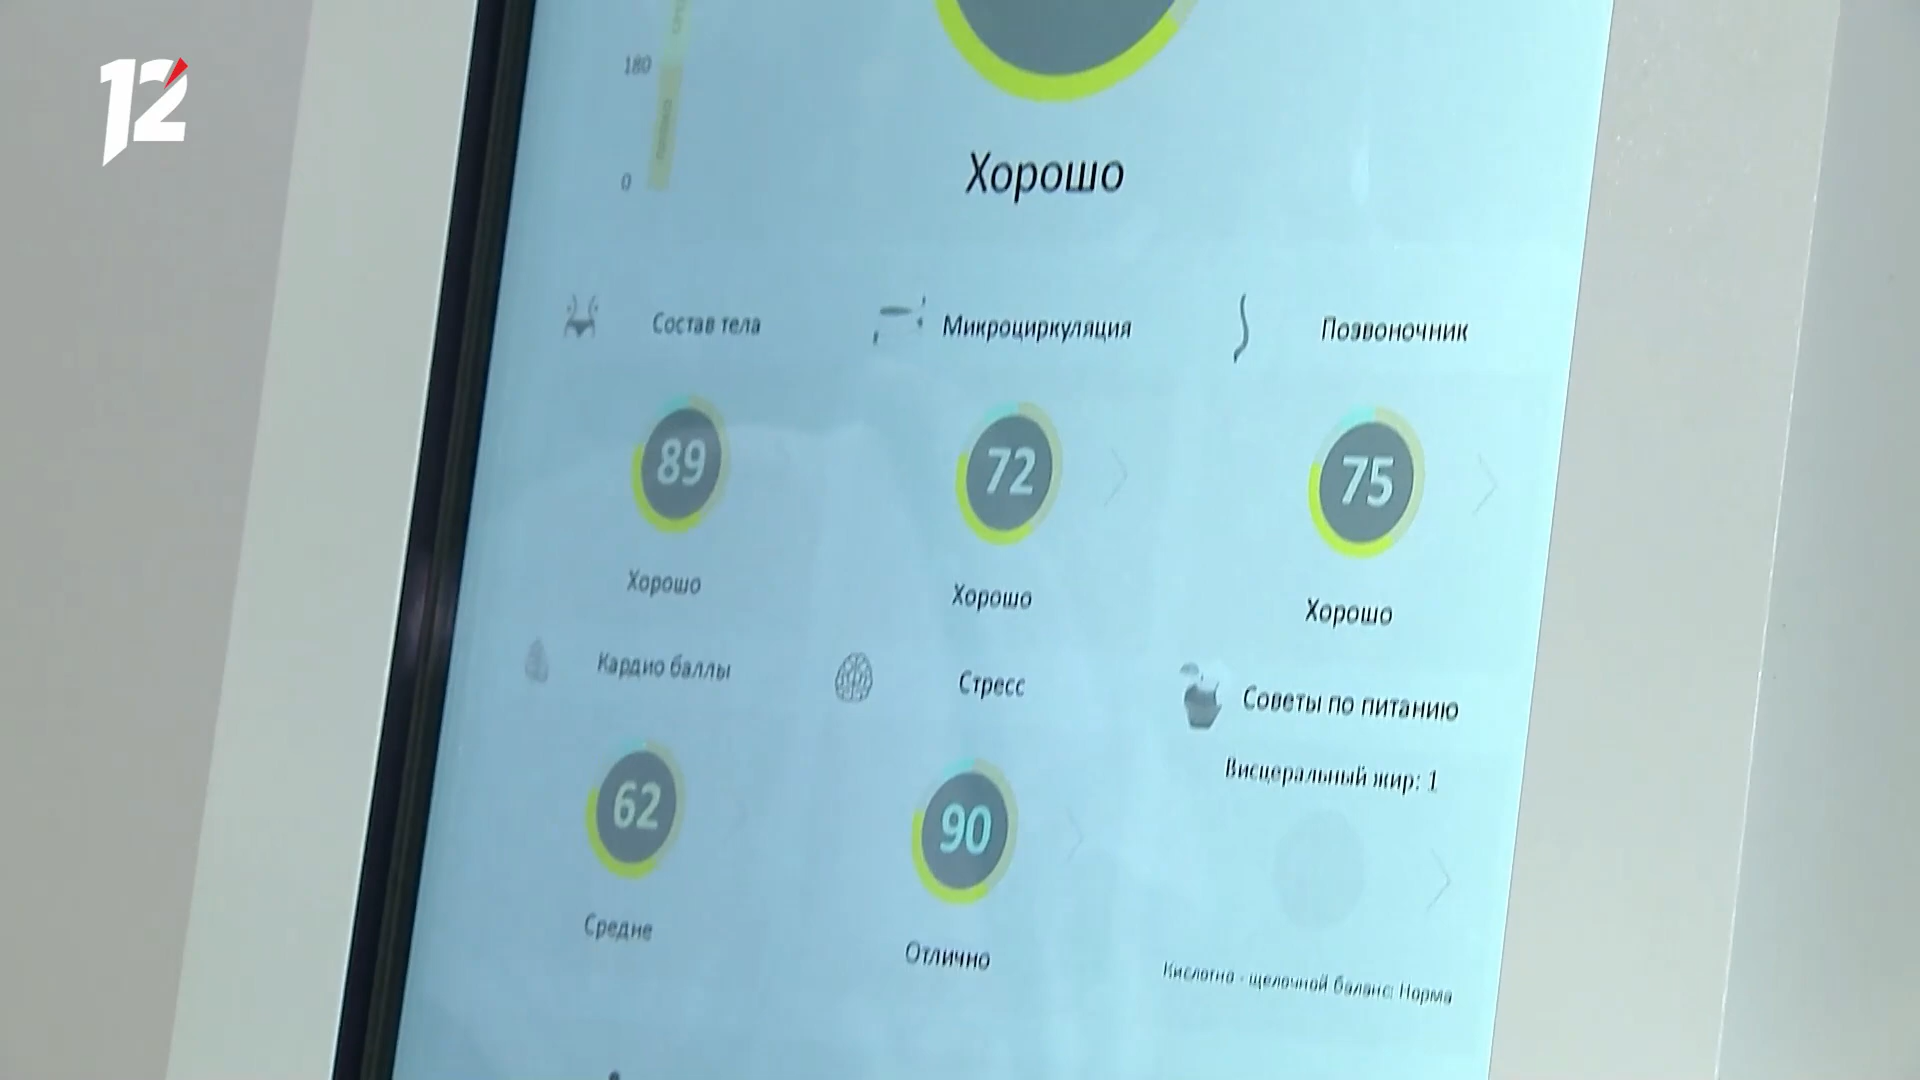 12
180
0
Хорошо
Состав тела
Микроциркуляция
Позвоночник
89
72
75
Хорошо
Хорошо
Хорошо
Кардио баллы
Стресс
Советы по питанию
Висцеральный жир: 1
62
90
Средне
Отлично
Кислотно - щелочной баланс: Норма